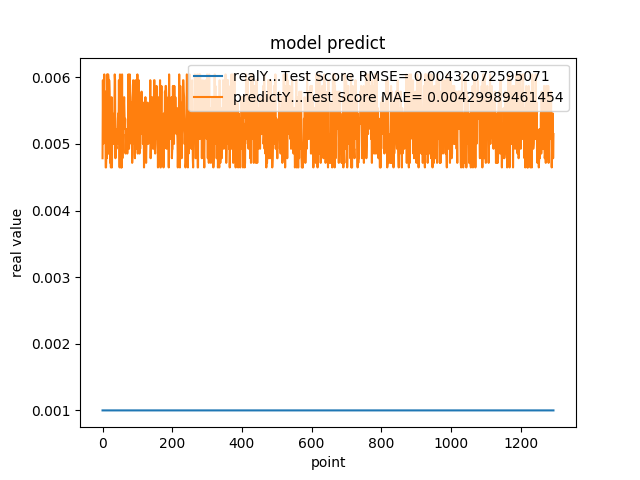 model predict
realY...Test Score RMSE= 0.00432072595071
predictY...Test Score MAE= 0.00429989461454
0.006
0.005
0.004
0.003
0.002
0.001
real value
0 200 400 600 800 1000 1200
point